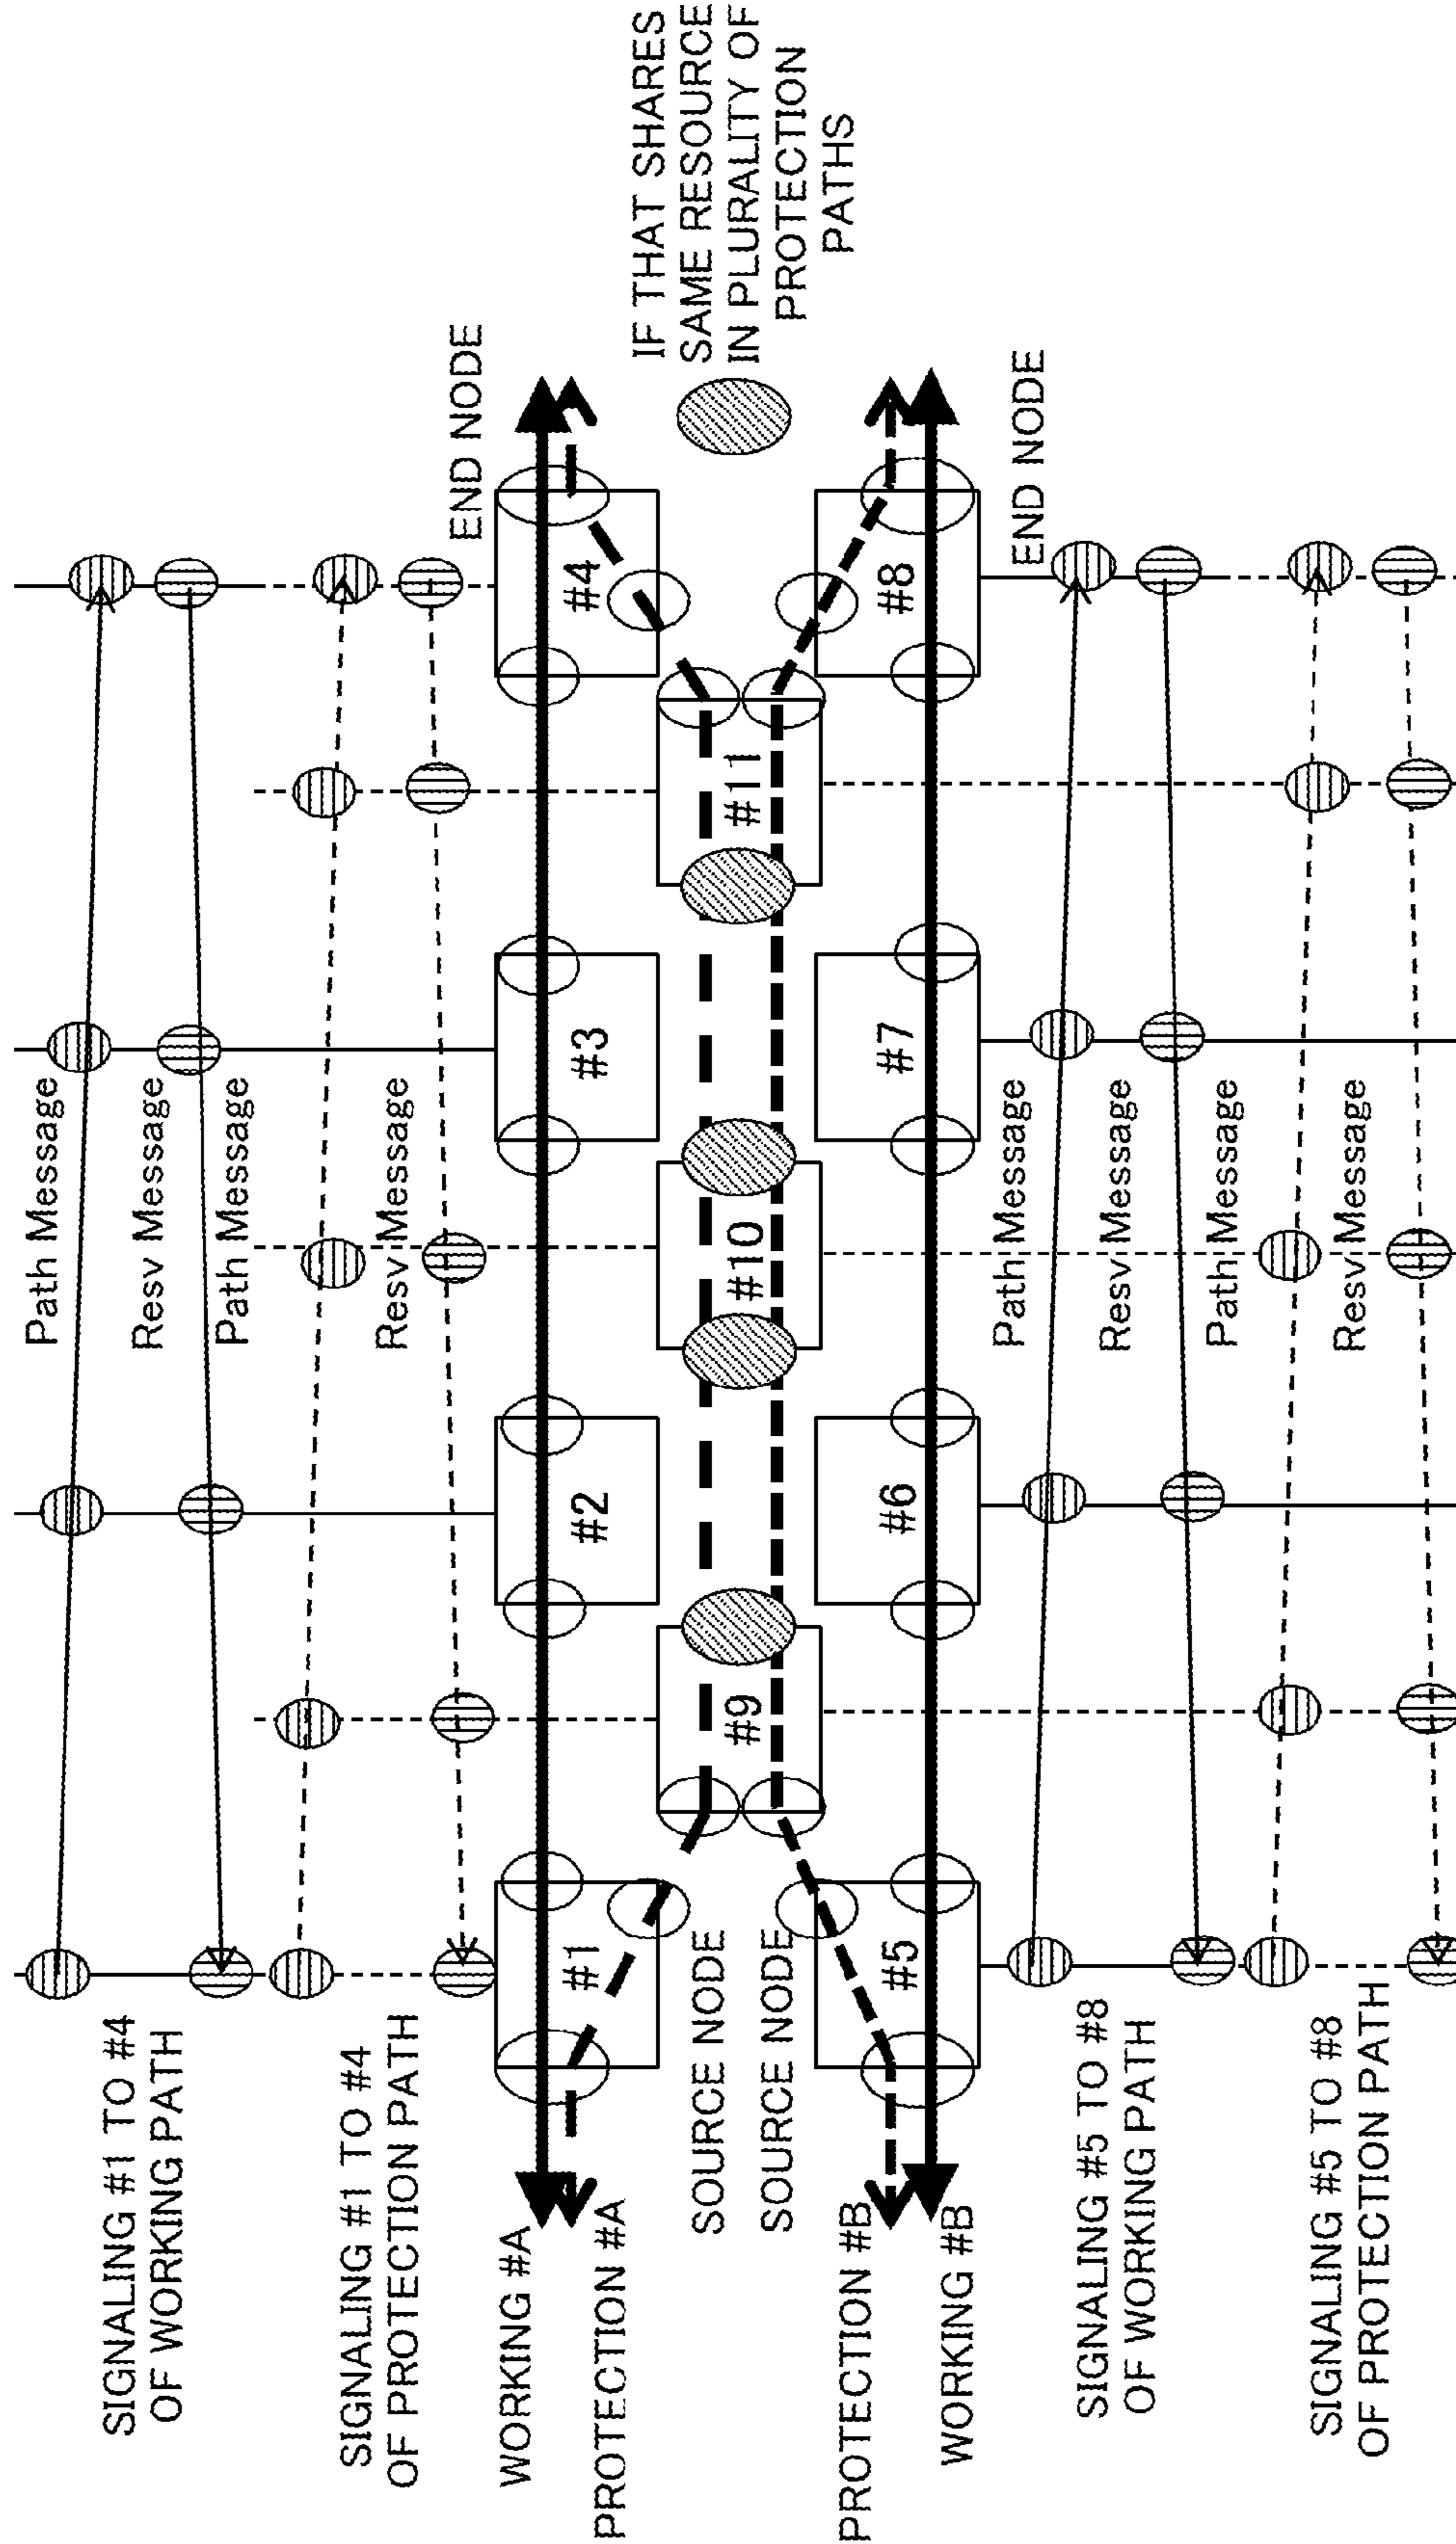 SIGNALING #1 TO #4
OF WORKING PATH
Path Message
Resv Message
SIGNALING #1 TO #4
OF PROTECTION PATH
Path Message
Resv Message
END NODE
WORKING #A
PROTECTION #A
#1
#2
#3
#4
SOURCE NODE
SOURCE NODE
#9
#10
#11
IF THAT SHARES
SAME RESOURCE
IN PLURALITY OF
PROTECTION
PATHS
PROTECTION #B
WORKING #B
#5
#6
#7
#8
END NODE
SIGNALING #5 TO #8
OF WORKING PATH
Path Message
Resv Message
SIGNALING #5 TO #8
OF PROTECTION PATH
Path Message
Resv Message